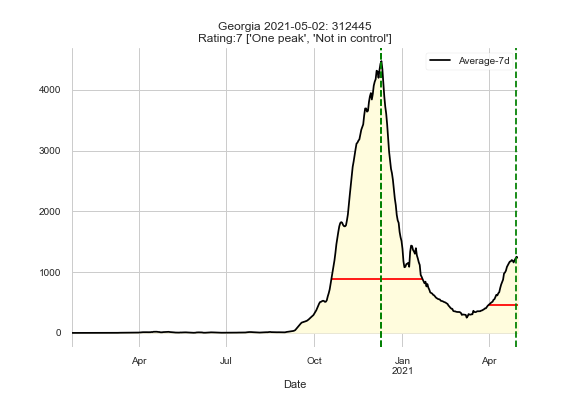 Georgia 2021-05-02: 312445
Rating:7 ['One peak', 'Not in control']
Average-7d
4000
3000
2000
1000
0
Apr
Jul
Oct
Jan
2021
Apr
Date